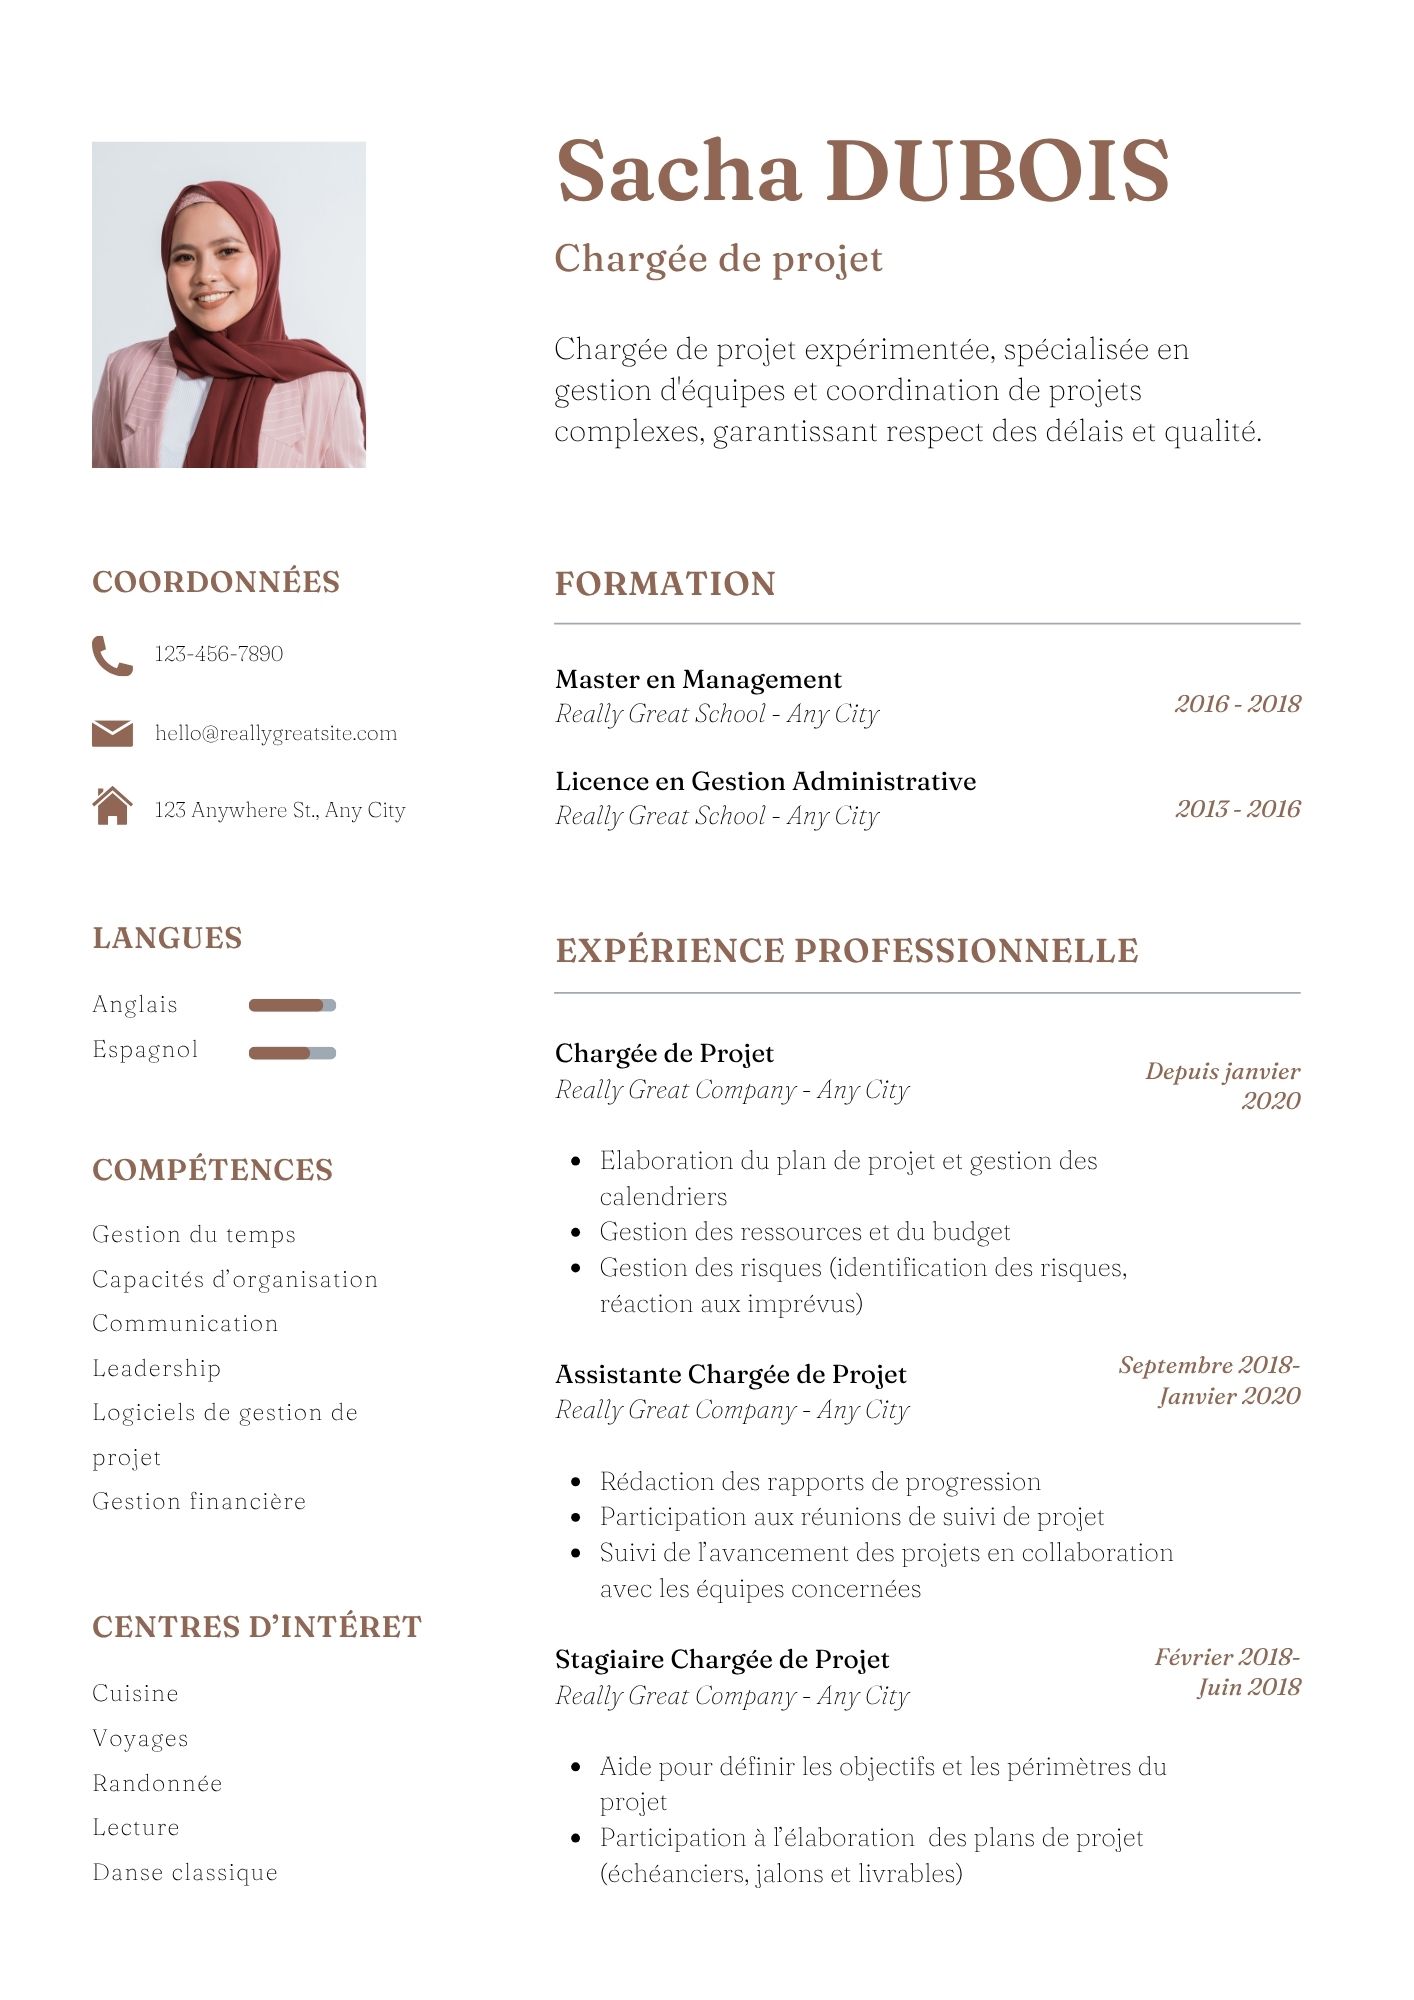 Sacha DUBOIS
Chargée de projet
Chargée de projet expérimentée, spécialisée en
gestion d'équipes et coordination de projets
complexes, garantissant respect des délais et qualité.
COORDONNÉES
123-456-7890
hello@reallygreatsite.com
123 Anywhere St., Any City
LANGUES
Anglais
Espagnol
COMPÉTENCES
Gestion du temps
Capacités d’organisation
Communication
Leadership
Logiciels de gestion de
projet
Gestion financière
CENTRES D’INTÉRET
Cuisine
Voyages
Randonnée
Lecture
Danse classique
FORMATION
Master en Management
Really Great School - Any City
2016 - 2018
Licence en Gestion Administrative
Really Great School - Any City
2013 - 2016
EXPÉRIENCE PROFESSIONNELLE
Chargée de Projet
Really Great Company - Any City
Depuis janvier
2020
• Elaboration du plan de projet et gestion des
calendriers
• Gestion des ressources et du budget
• Gestion des risques (identification des risques,
réaction aux imprévus)
Assistante Chargée de Projet
Really Great Company - Any City
Septembre 2018-
Janvier 2020
• Rédaction des rapports de progression
• Participation aux réunions de suivi de projet
• Suivi de l’avancement des projets en collaboration
avec les équipes concernées
Stagiaire Chargée de Projet
Really Great Company - Any City
Février 2018-
Juin 2018
• Aide pour définir les objectifs et les périmètres du
projet
• Participation à l’élaboration  des plans de projet
(échéanciers, jalons et livrables)